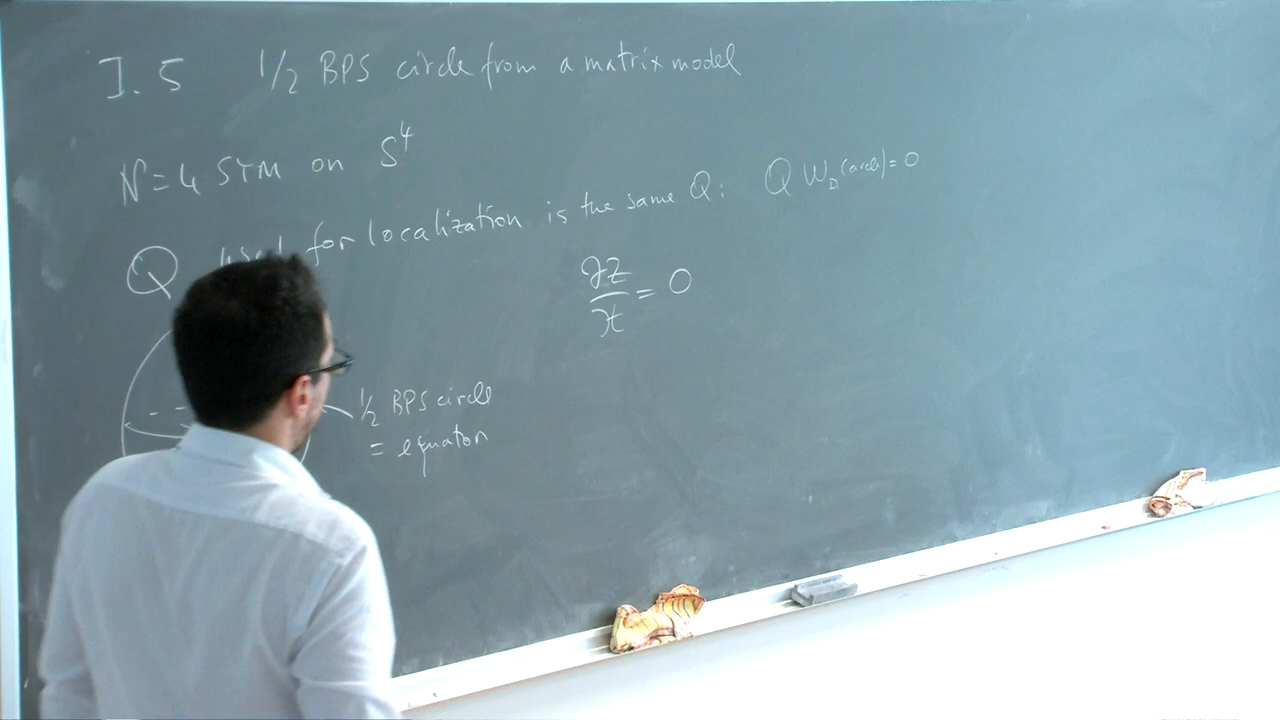 I.5 1/2 BPS circle from a matrix model
N=4 SYM on S⁴
Q used for localization is the same Q: Q W (circle) = 0
∂Z/∂t = 0
1/2 BPS circle
= equator